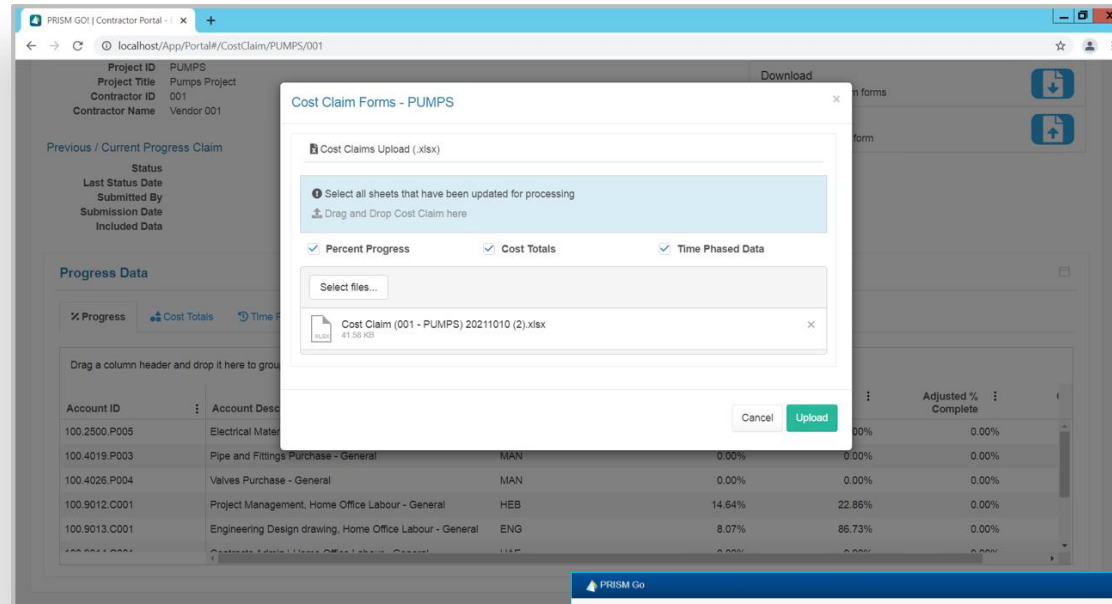 PRISM GO! | Contractor Portal -
localhost/App/Portal#/CostClaim/PUMPS/001
Project ID PUMPS
Project Title Pumps Project
Contractor ID 001
Contractor Name Vendor 001
Download
forms
form
Previous / Current Progress Claim
Status
Last Status Date
Submitted By
Submission Date
Included Data
Cost Claim Forms - PUMPS
Cost Claims Upload (.xlsx)
Select all sheets that have been updated for processing
Drag and Drop Cost Claim here
Percent Progress Cost Totals Time Phased Data
Select files...
XLSX
Cost Claim (001 - PUMPS) 20211010 (2).xlsx
41.58 KB
Cancel Upload
Progress Data
% Progress Cost Totals Time
Drag a column header and drop it here to
Account ID Account Adjusted % Complete
100.2500.P005 Electrical 0.00%
100.4019.P003 Pipe and Fittings Purchase - General MAN 0.00% 0.00% 0.00%
100.4026.P004 Valves Purchase - General MAN 0.00% 0.00% 0.00%
100.9012.C001 Project Management, Home Office Labour - General HEB 14.64% 22.86% 0.00%
100.9013.C001 Engineering Design drawing, Home Office Labour - General ENG 8.07% 86.73% 0.00%
PRISM Go